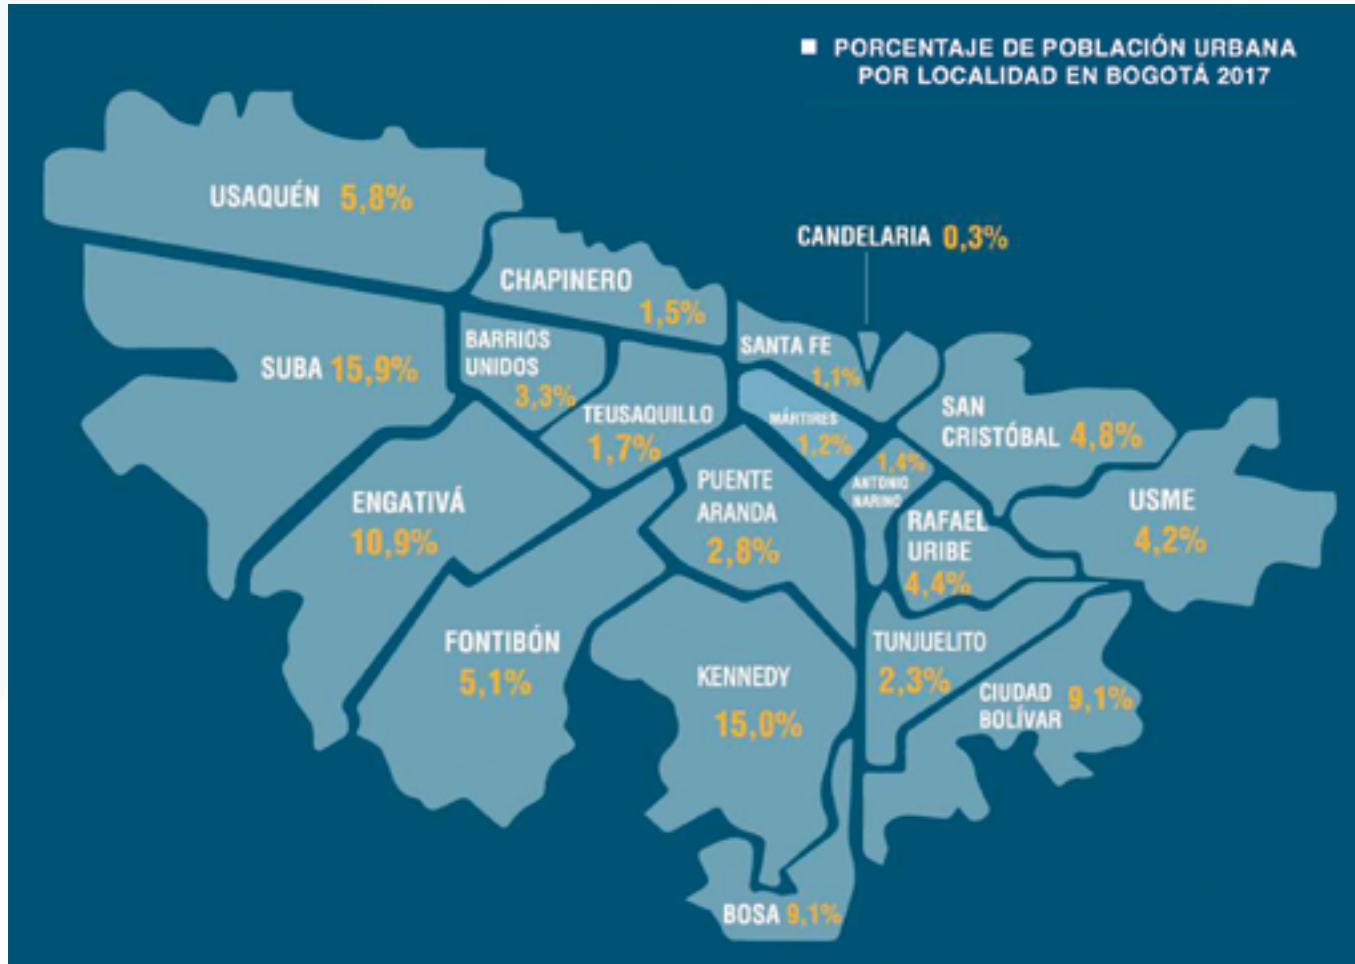 PORCENTAJE DE POBLACIÓN URBANA
POR LOCALIDAD EN BOGOTÁ 2017
USAQUÉN 5,8%
CANDELARIA 0,3%
CHAPINERO
1,5%
SUBA 15,9%
BARRIOS
UNIDOS
3,3%
SANTA FE
1,1%
TEUSAQUILLO
1,7%
MÁRTIRES
1,2%
SAN
CRISTÓBAL 4,8%
ENGATIVÁ
10,9%
PUENTE
ARANDA
2,8%
1,4%
ANTONIO
NARINO
RAFAEL
URIBE
4,4%
USME
4,2%
FONTIBÓN
5,1%
KENNEDY
15,0%
TUNJUELITO
2,3%
CIUDAD
BOLÍVAR 9,1%
BOSA 9,1%